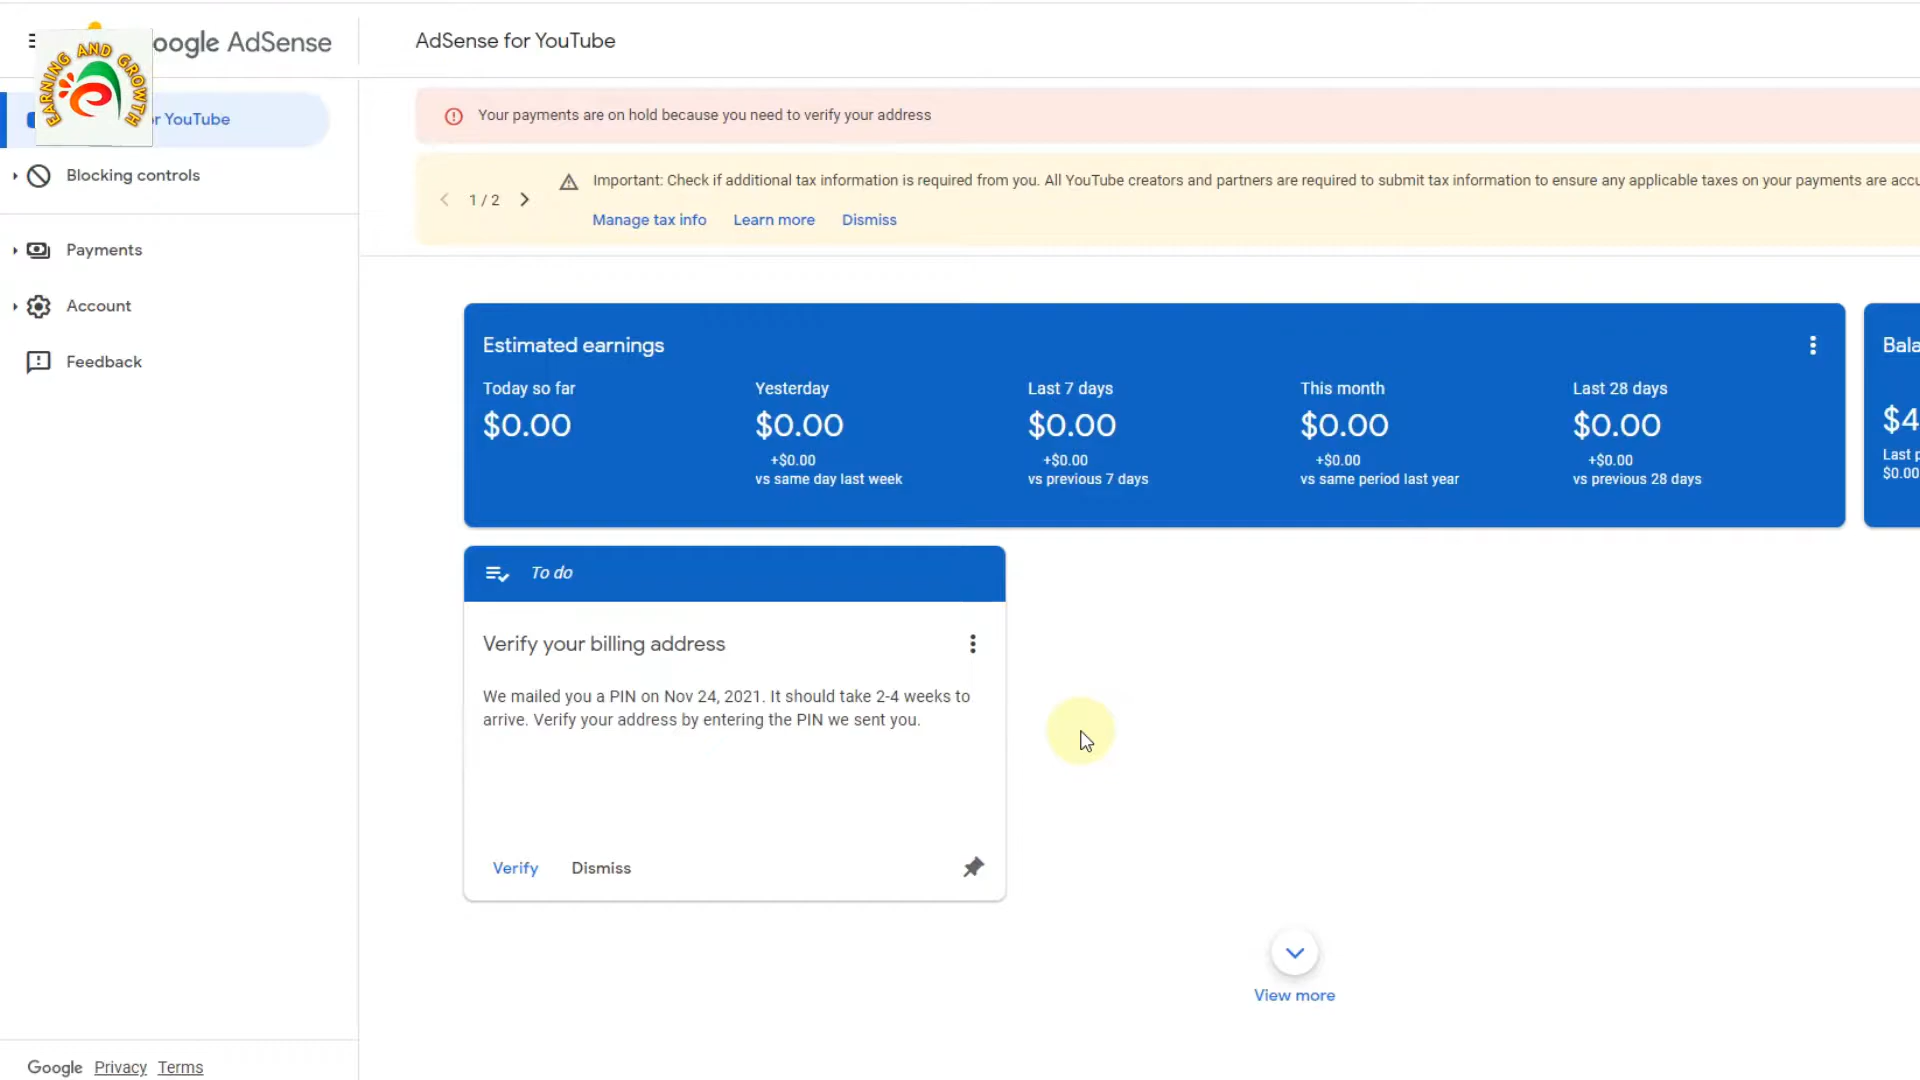 oogle AdSense
AdSense for YouTube
EARNING AND GROWTH
r YouTube
Your payments are on hold because you need to verify your address
Blocking controls
1 / 2
Important: Check if additional tax information is required from you. All YouTube creators and partners are required to submit tax information to ensure any applicable taxes on your payments are accu
Manage tax info Learn more Dismiss
Payments
Account
Feedback
Estimated earnings
Today so far
$0.00
Yesterday
$0.00
+$0.00
vs same day last week
Last 7 days
$0.00
+$0.00
vs previous 7 days
This month
$0.00
+$0.00
vs same period last year
Last 28 days
$0.00
+$0.00
vs previous 28 days
Bala
$4
Last p
$0.00
To do
Verify your billing address
We mailed you a PIN on Nov 24, 2021. It should take 2-4 weeks to
arrive. Verify your address by entering the PIN we sent you.
Verify Dismiss
View more
Google Privacy Terms